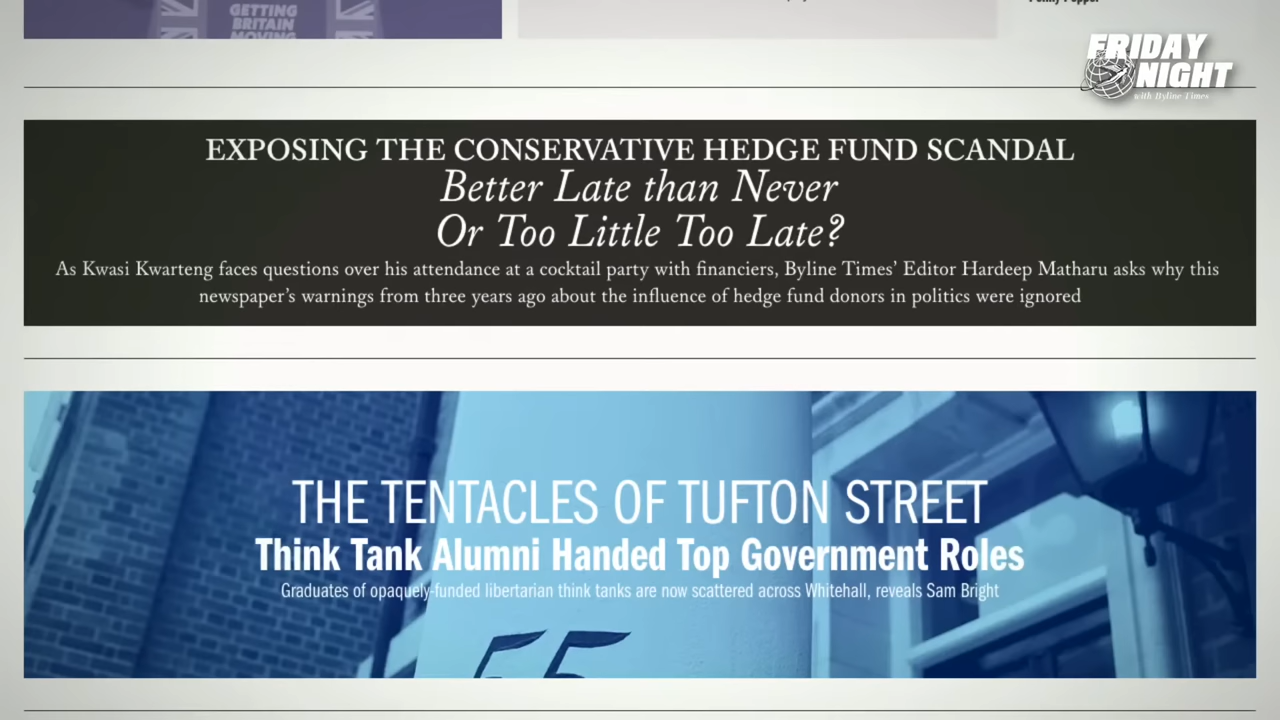 GETTING
BRITAIN
MOVING
FRIDAY
NIGHT
with Byline Times
EXPOSING THE CONSERVATIVE HEDGE FUND SCANDAL
Better Late than Never
Or Too Little Too Late?
As Kwasi Kwarteng faces questions over his attendance at a cocktail party with financiers, Byline Times’ Editor Hardeep Matharu asks why this
newspaper’s warnings from three years ago about the influence of hedge fund donors in politics were ignored
THE TENTACLES OF TUFTON STREET
Think Tank Alumni Handed Top Government Roles
Graduates of opaquely-funded libertarian think tanks are now scattered across Whitehall, reveals Sam Bright
55